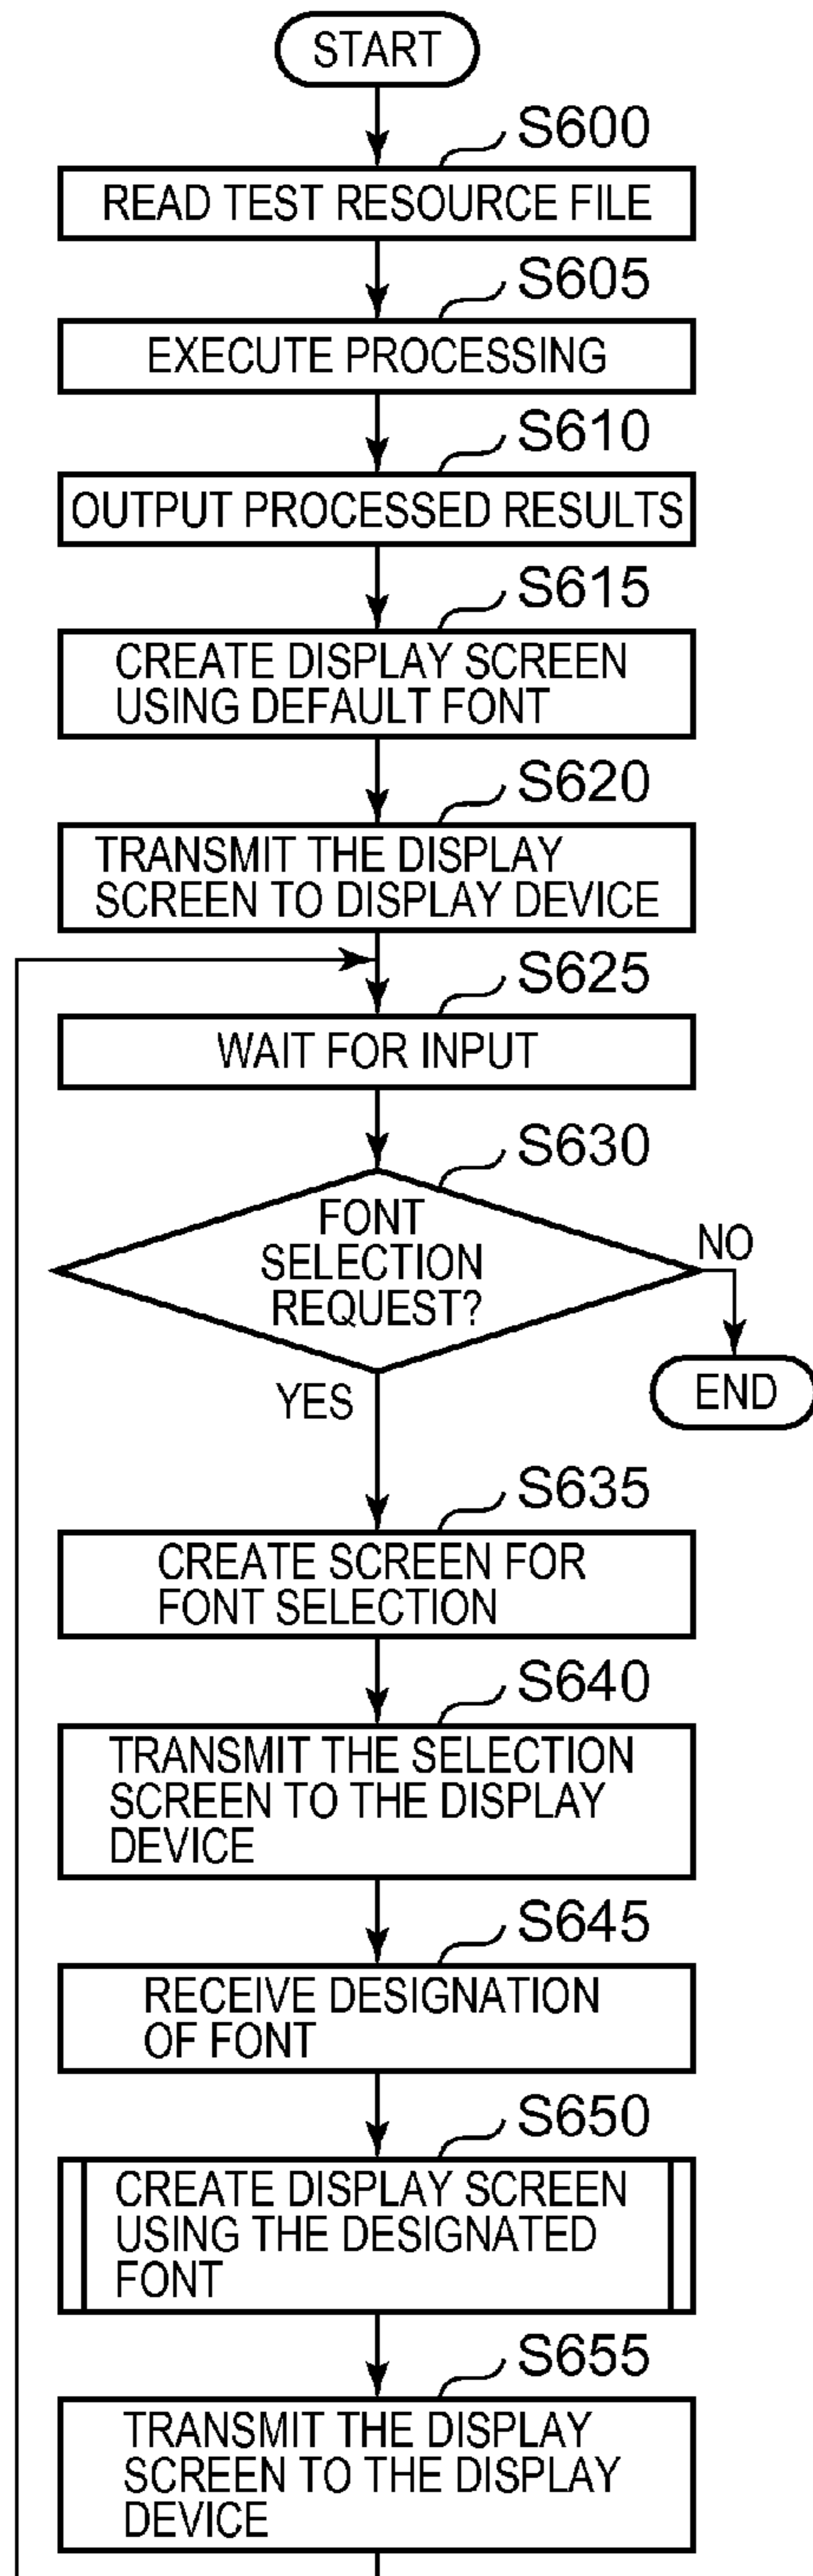 START
S600
READ TEST RESOURCE FILE
S605
EXECUTE PROCESSING
S610
OUTPUT PROCESSED RESULTS
S615
CREATE DISPLAY SCREEN
USING DEFAULT FONT
S620
TRANSMIT THE DISPLAY
SCREEN TO DISPLAY DEVICE
S625
WAIT FOR INPUT
S630
FONT
SELECTION
REQUEST?
NO
END
YES
S635
CREATE SCREEN FOR
FONT SELECTION
S640
TRANSMIT THE SELECTION
SCREEN TO THE DISPLAY
DEVICE
S645
RECEIVE DESIGNATION
OF FONT
S650
CREATE DISPLAY SCREEN
USING THE DESIGNATED
FONT
S655
TRANSMIT THE DISPLAY
SCREEN TO THE DISPLAY
DEVICE